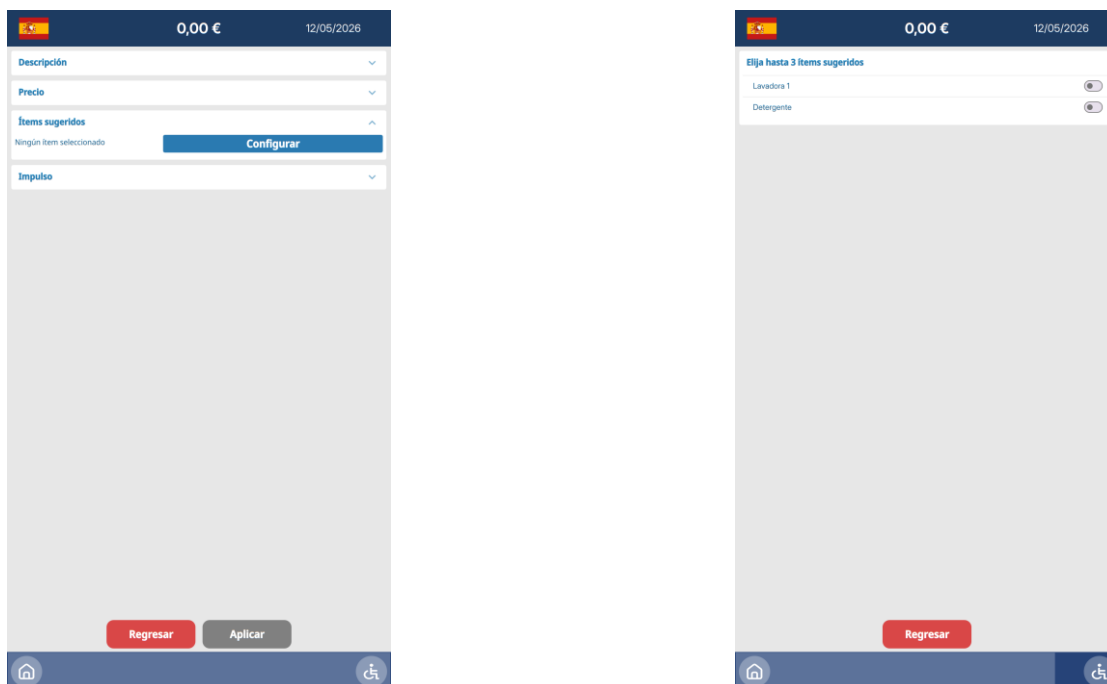 0,00 €
12/05/2026
Descripción
Precio
Ítems sugeridos
Ningún ítem seleccionado
Configurar
Impulso
Regresar
Aplicar
0,00 €
12/05/2026
Elija hasta 3 ítems sugeridos
Lavadora 1
Detergente
Regresar